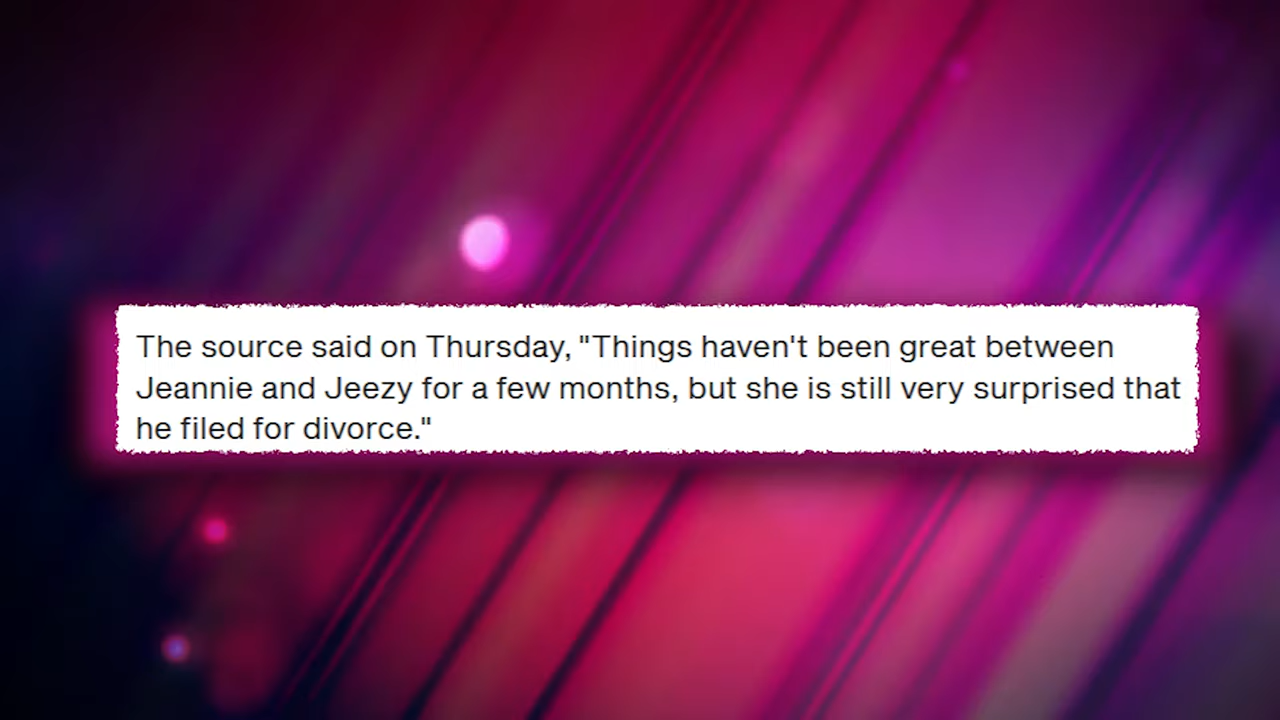 The source said on Thursday, "Things haven't been great between
Jeannie and Jeezy for a few months, but she is still very surprised that
he filed for divorce."